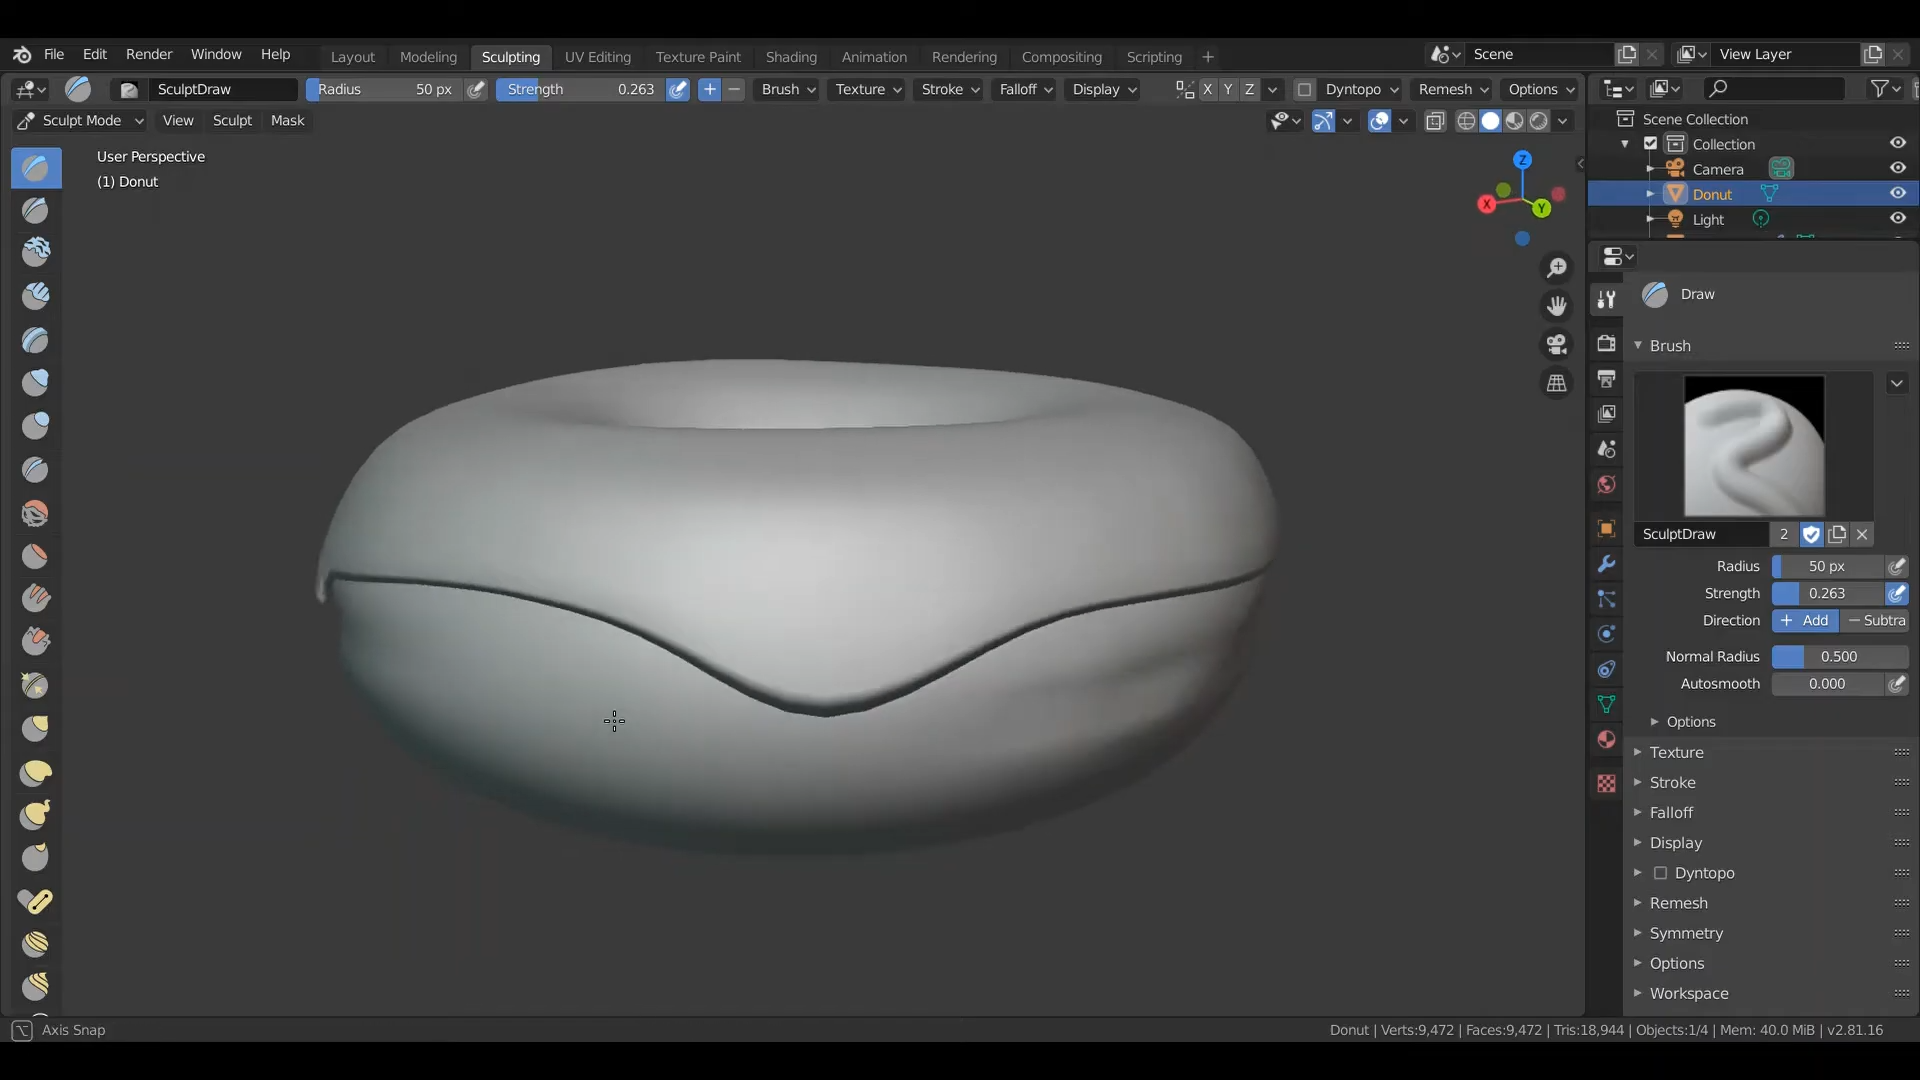 File Edit Render Window Help Layout Modeling Sculpting UV Editing Texture Paint Shading Animation Rendering Compositing Scripting + Scene View Layer
SculptDraw Radius 50 px Strength 0.263 + − Brush Texture Stroke Falloff Display X Y Z Dyntopo Remesh Options
Sculpt Mode View Sculpt Mask
User Perspective
(1) Donut
Z
X
Y
Scene Collection
Collection
Camera
Donut
Light
Draw
Brush
SculptDraw 2
Radius 50 px
Strength 0.263
Direction + Add − Subtra
Normal Radius 0.500
Autosmooth 0.000
Options
Texture
Stroke
Falloff
Display
Dyntopo
Remesh
Symmetry
Options
Workspace
Axis Snap Donut | Verts:9,472 | Faces:9,472 | Tris:18,944 | Objects:1/4 | Mem: 40.0 MiB | v2.81.16